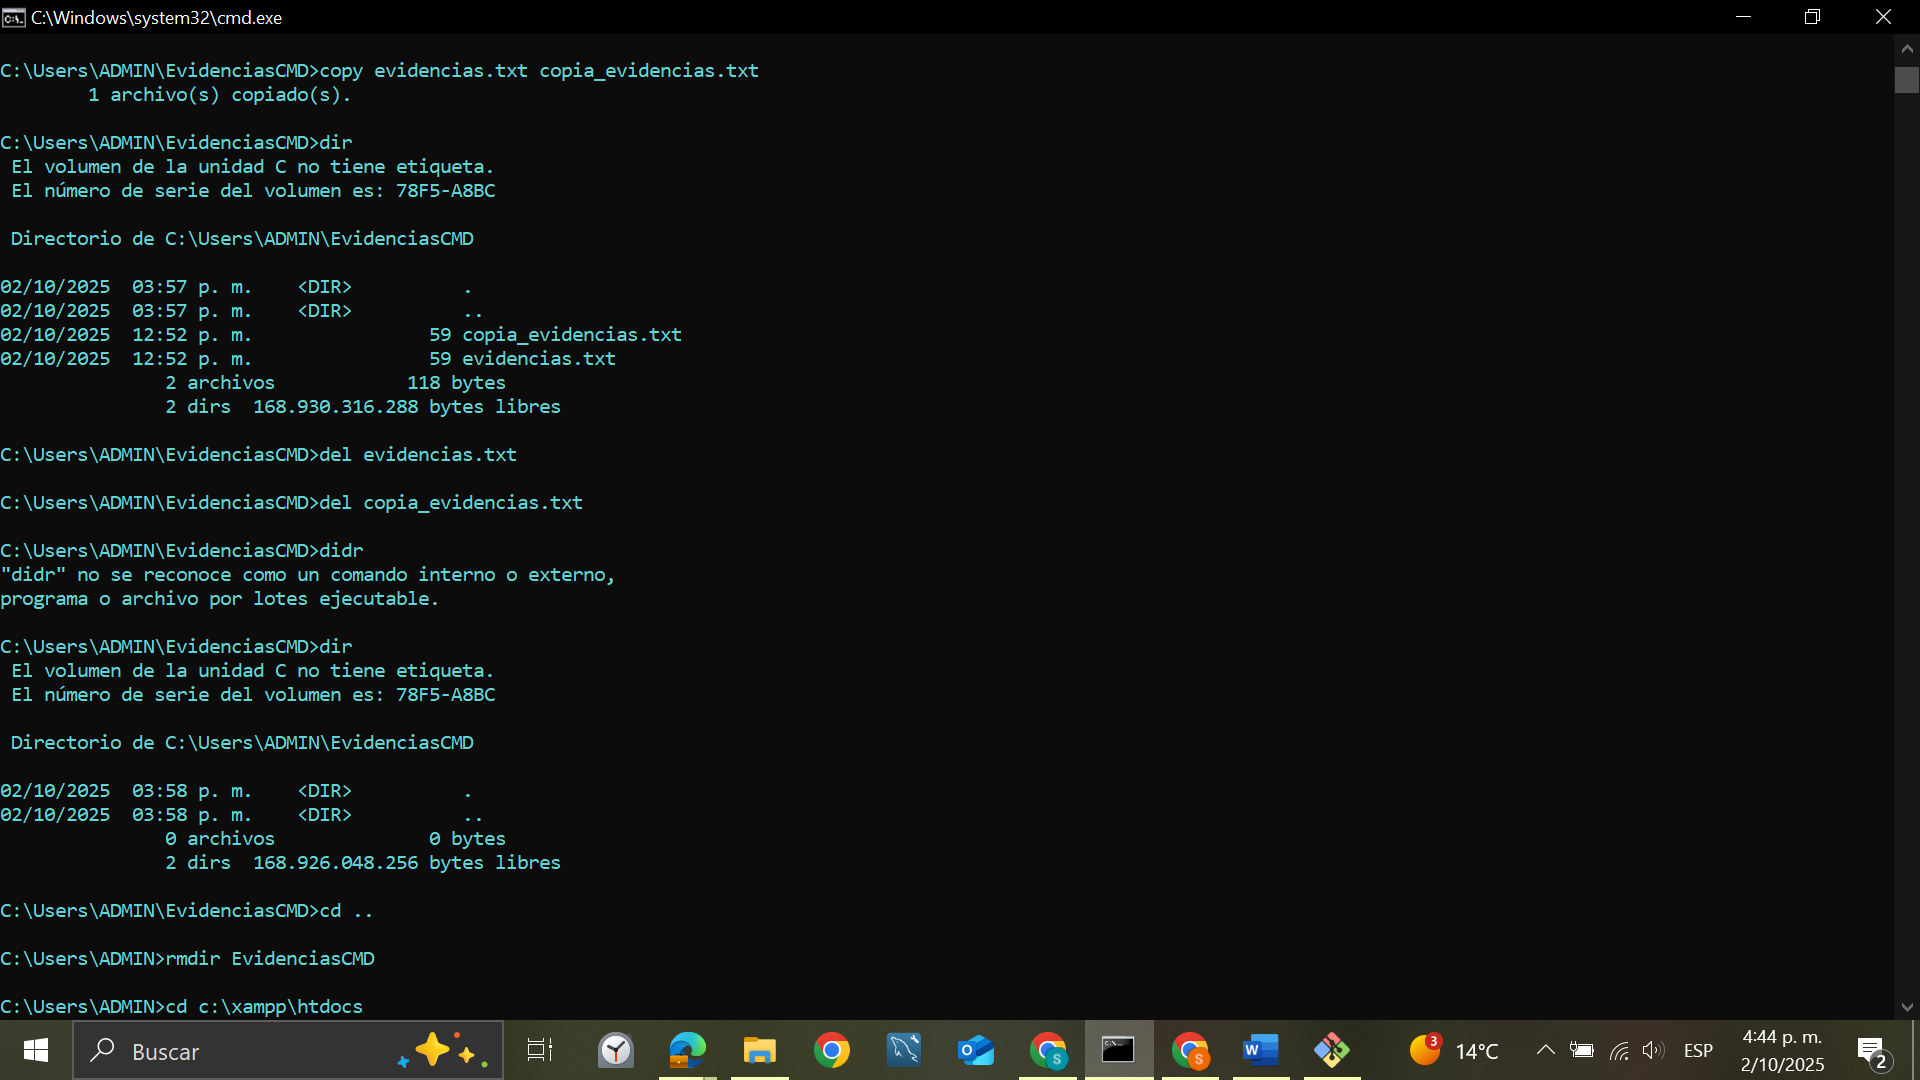 C:\Windows\system32\cmd.exe
C:\Users\ADMIN\EvidenciasCMD>copy evidencias.txt copia_evidencias.txt
        1 archivo(s) copiado(s).
C:\Users\ADMIN\EvidenciasCMD>dir
 El volumen de la unidad C no tiene etiqueta.
 El número de serie del volumen es: 78F5-A8BC
 Directorio de C:\Users\ADMIN\EvidenciasCMD
02/10/2025  03:57 p. m.    <DIR>          .
02/10/2025  03:57 p. m.    <DIR>          ..
02/10/2025  12:52 p. m.                59 copia_evidencias.txt
02/10/2025  12:52 p. m.                59 evidencias.txt
               2 archivos            118 bytes
               2 dirs  168.930.316.288 bytes libres
C:\Users\ADMIN\EvidenciasCMD>del evidencias.txt
C:\Users\ADMIN\EvidenciasCMD>del copia_evidencias.txt
C:\Users\ADMIN\EvidenciasCMD>didr
"didr" no se reconoce como un comando interno o externo,
programa o archivo por lotes ejecutable.
C:\Users\ADMIN\EvidenciasCMD>dir
 El volumen de la unidad C no tiene etiqueta.
 El número de serie del volumen es: 78F5-A8BC
 Directorio de C:\Users\ADMIN\EvidenciasCMD
02/10/2025  03:58 p. m.    <DIR>          .
02/10/2025  03:58 p. m.    <DIR>          ..
               0 archivos              0 bytes
               2 dirs  168.926.048.256 bytes libres
C:\Users\ADMIN\EvidenciasCMD>cd ..
C:\Users\ADMIN>rmdir EvidenciasCMD
C:\Users\ADMIN>cd c:\xampp\htdocs
Buscar
3
14°C
ESP
4:44 p. m.
2/10/2025
2